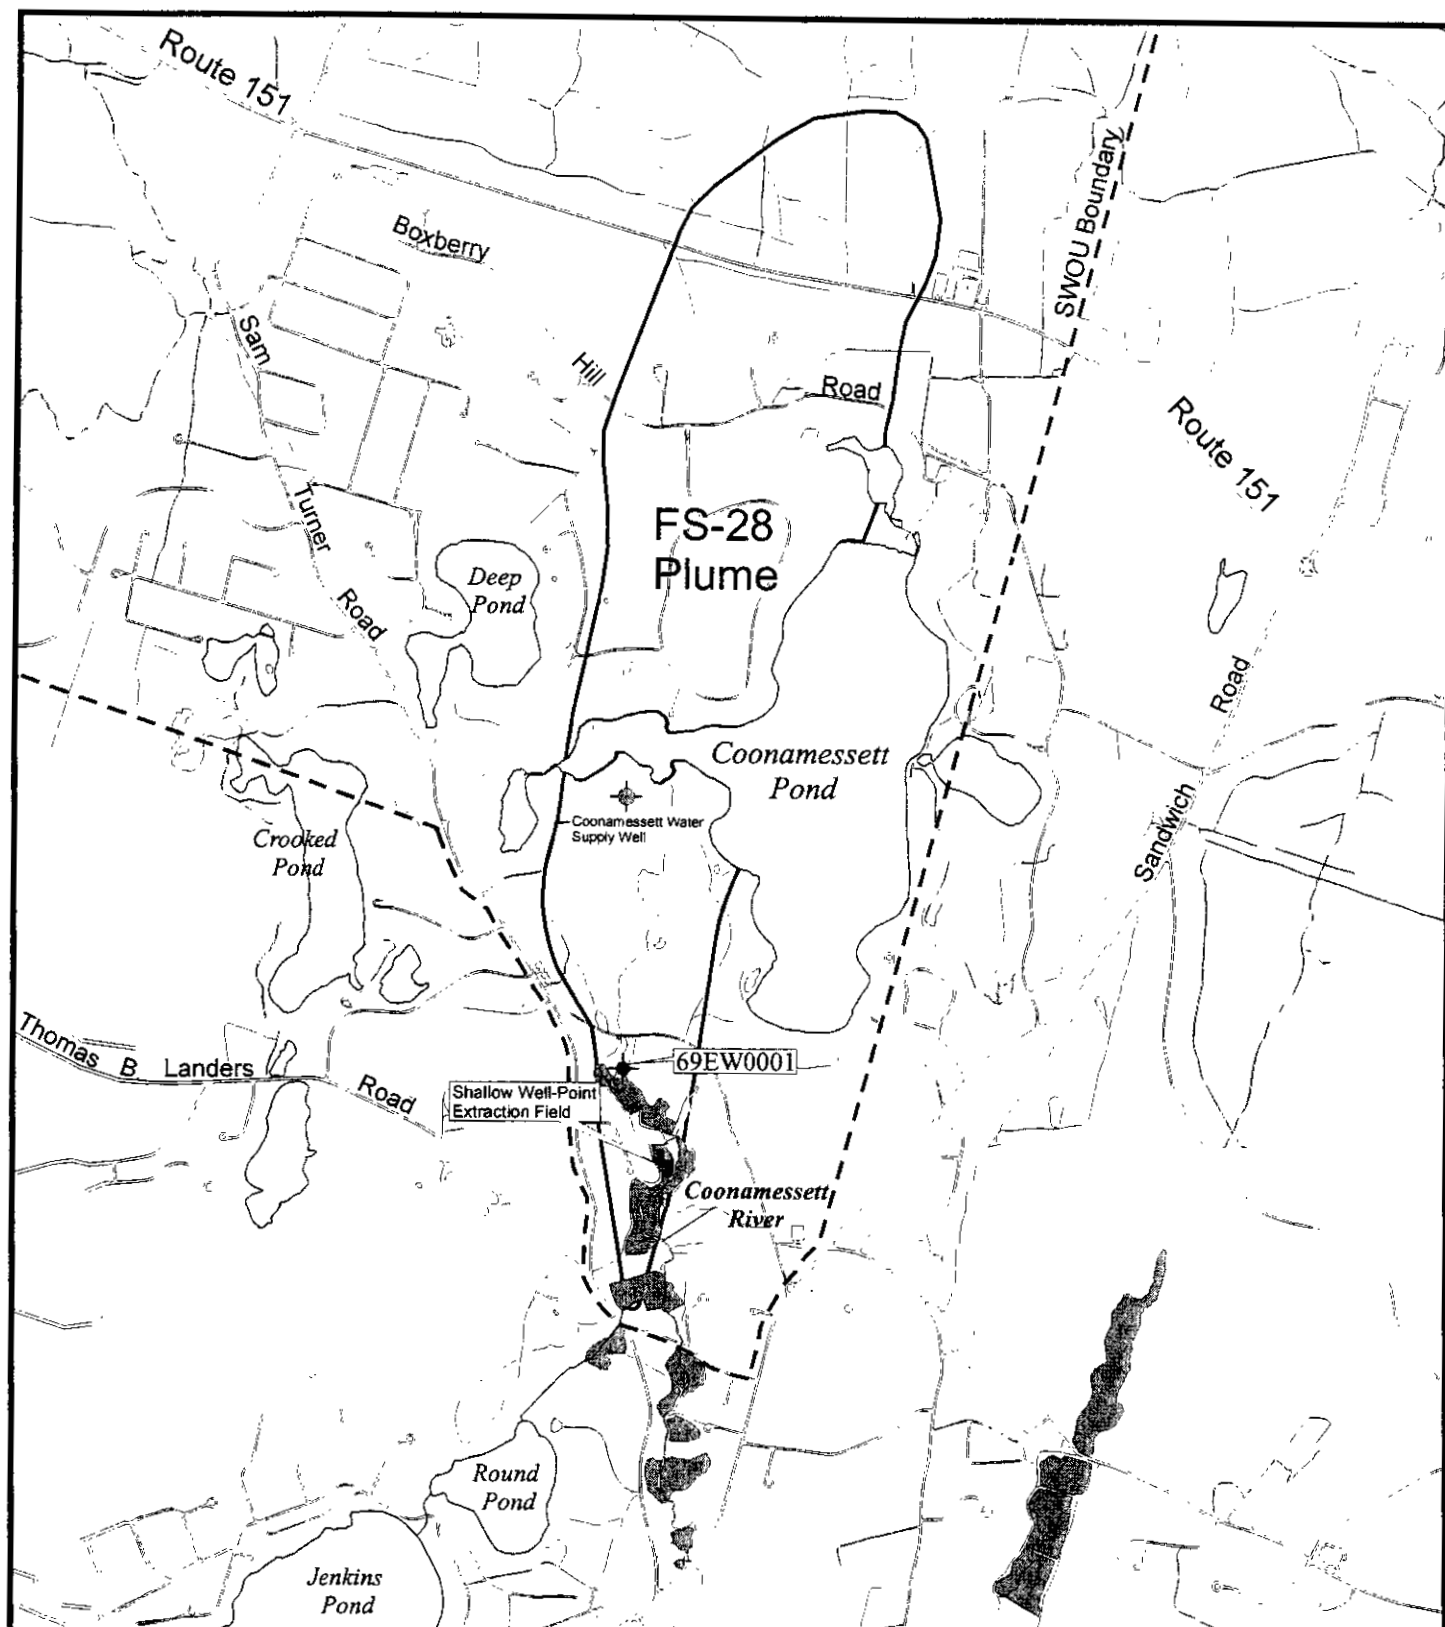 Route 151
SWOU Boundary
Boxberry
Sam
Hill
Road
Route 151
Turner
FS-28
Plume
Deep
Pond
Road
Road
Coonamessett
Pond
Sandwich
Coonamessett Water
Supply Well
Crooked
Pond
Thomas B Landers
69EW0001
Road
Shallow Well-Point
Extraction Field
Coonamessett
River
Round
Pond
Jenkins
Pond